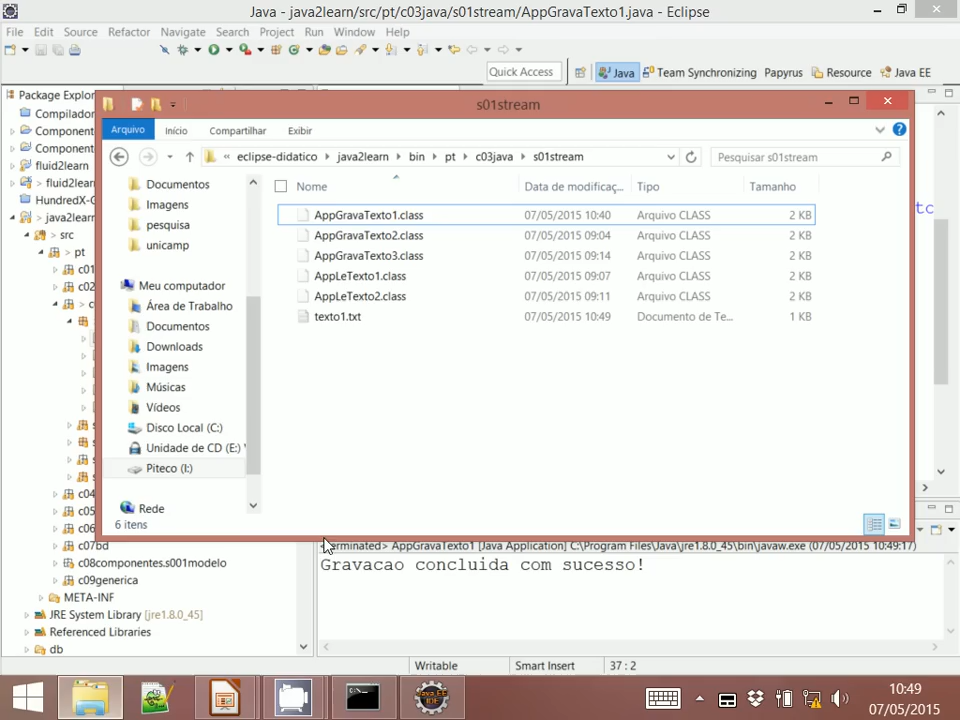 Java - java2learn/src/pt/c03java/s01stream/AppGravaTexto1.java - Eclipse
File Edit Source Refactor Navigate Search Project Run Window Help
Quick Access Java Team Synchronizing Papyrus Resource Java EE
Package Explor
Compilador
Component
Component
fluid2learn
fluid2learn
HundredX-G
java2learn
src
pt
c01
c02
c
s
s
s
s
c04
c05
c06
c07bd
c08componentes.s001modelo
c09generica
META-INF
JRE System Library [jre1.8.0_45]
Referenced Libraries
db
s01stream
Arquivo Início Compartilhar Exibir
« eclipse-didatico java2learn bin pt c03java s01stream
Pesquisar s01stream
Documentos
Imagens
pesquisa
unicamp
Meu computador
Área de Trabalho
Documentos
Downloads
Imagens
Músicas
Vídeos
Disco Local (C:)
Unidade de CD (E:)
Piteco (I:)
Rede
6 itens
Nome Data de modificaç... Tipo Tamanho
AppGravaTexto1.class 07/05/2015 10:40 Arquivo CLASS 2 KB
AppGravaTexto2.class 07/05/2015 09:04 Arquivo CLASS 2 KB
AppGravaTexto3.class 07/05/2015 09:14 Arquivo CLASS 2 KB
AppLeTexto1.class 07/05/2015 09:07 Arquivo CLASS 2 KB
AppLeTexto2.class 07/05/2015 09:11 Arquivo CLASS 2 KB
texto1.txt 07/05/2015 10:49 Documento de Te... 1 KB
tc
AppGravaTexto1 [Java Application] C:\Program Files\Java\jre1.8.0_45\bin\javaw.exe (07/05/2015 10:49:17)
Gravacao concluida com sucesso!
Writable Smart Insert 37 : 2
Java EE
IDE
10:49
07/05/2015